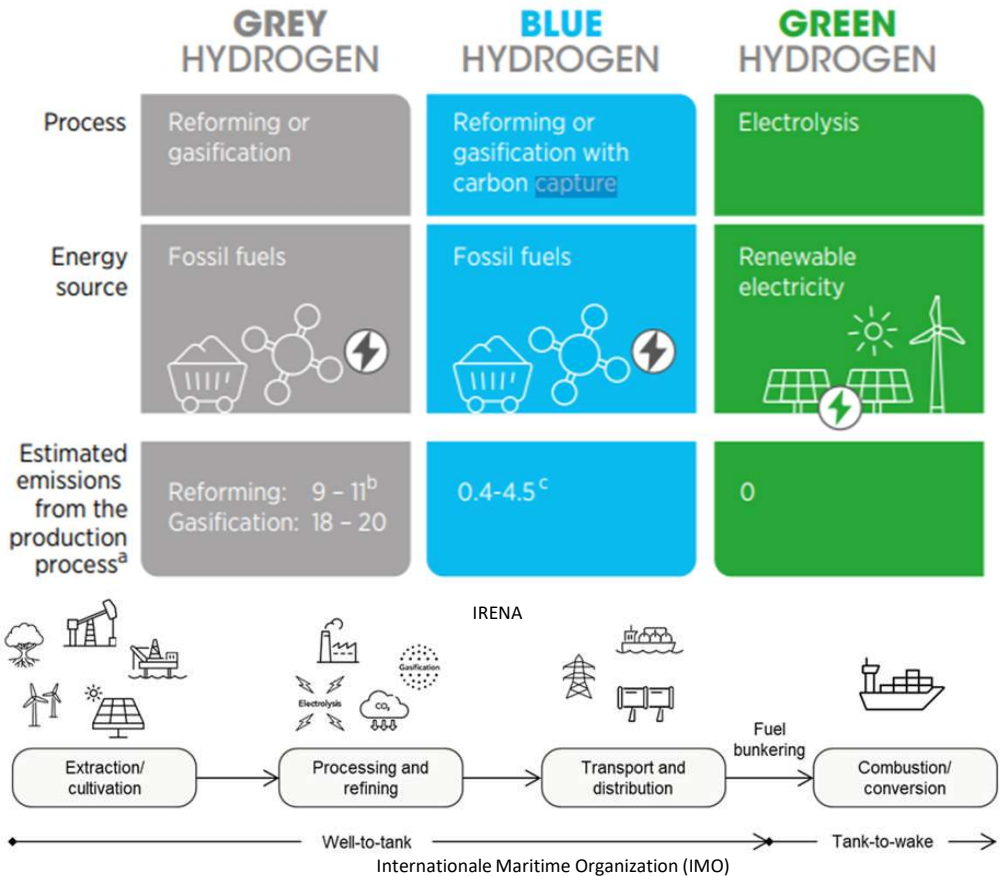 GREY
HYDROGEN
BLUE
HYDROGEN
GREEN
HYDROGEN
Process
Reforming or
gasification
Reforming or
gasification with
carbon capture
Electrolysis
Energy
source
Fossil fuels
Fossil fuels
Renewable
electricity
Estimated
emissions
from the
production
processᵃ
Reforming: 9 – 11ᵇ
Gasification: 18 – 20
0.4-4.5ᶜ
0
IRENA
Gasification
Electrolysis
CO₂
Fuel
bunkering
Extraction/
cultivation
Processing and
refining
Transport and
distribution
Combustion/
conversion
Well-to-tank
Tank-to-wake
Internationale Maritime Organization (IMO)